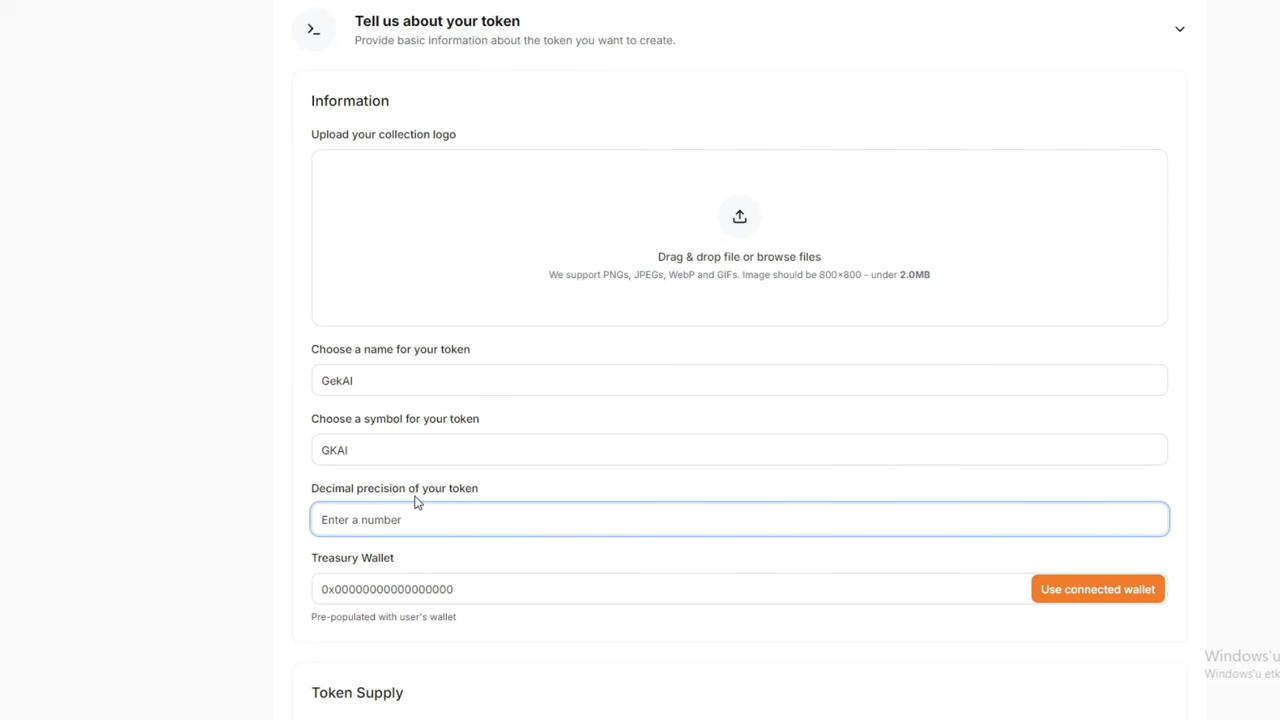 Tell us about your token
Provide basic information about the token you want to create.
Information
Upload your collection logo
Drag & drop file or browse files
We support PNGs, JPEGs, WebP and GIFs. Image should be 800×800 - under 2.0MB
Choose a name for your token
GekAI
Choose a symbol for your token
GKAI
Decimal precision of your token
Enter a number
Treasury Wallet
0x00000000000000000
Use connected wallet
Pre-populated with user's wallet
Windows'u
Windows'u etk
Token Supply